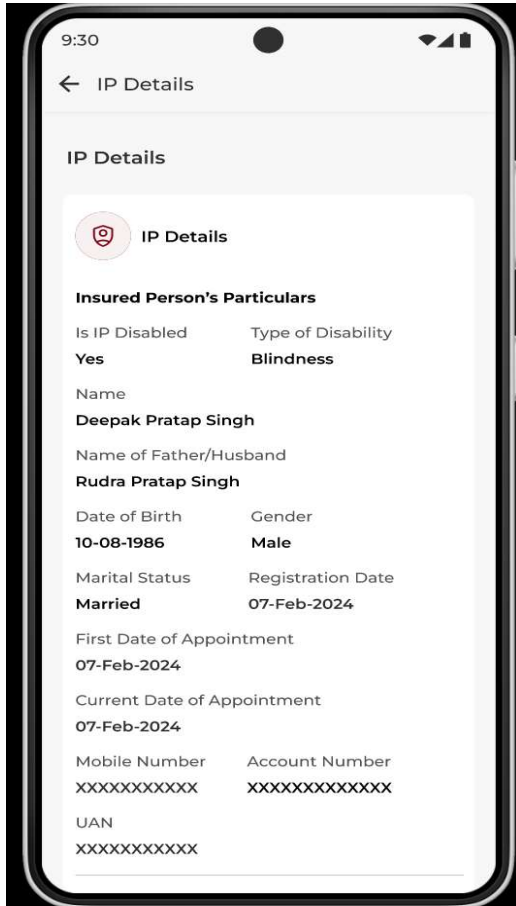 9:30
IP Details
IP Details
IP Details
Insured Person's Particulars
Is IP Disabled Type of Disability
Yes Blindness
Name
Deepak Pratap Singh
Name of Father/Husband
Rudra Pratap Singh
Date of Birth Gender
10-08-1986 Male
Marital Status Registration Date
Married 07-Feb-2024
First Date of Appointment
07-Feb-2024
Current Date of Appointment
07-Feb-2024
Mobile Number Account Number
XXXXXXXXXXX XXXXXXXXXXXXX
UAN
XXXXXXXXXXX